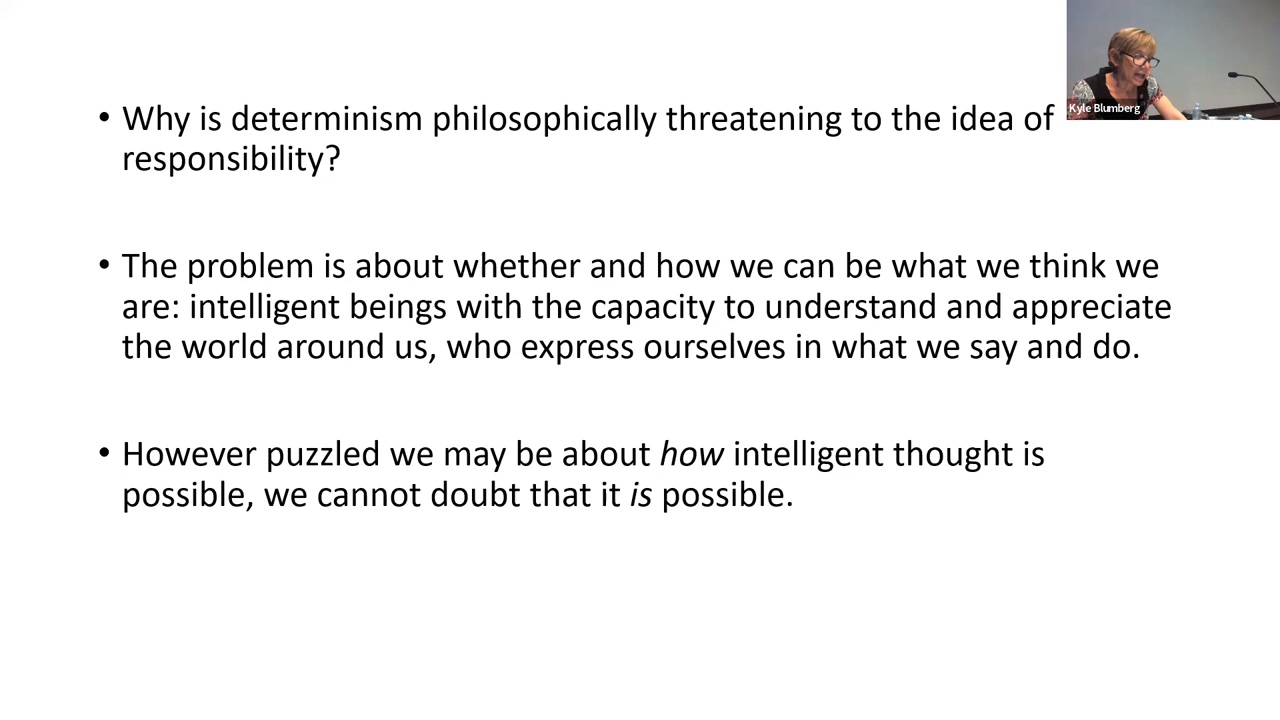 • Why is determinism philosophically threatening to the idea of
responsibility?
Kyle Blumberg
• The problem is about whether and how we can be what we think we
are: intelligent beings with the capacity to understand and appreciate
the world around us, who express ourselves in what we say and do.
• However puzzled we may be about how intelligent thought is
possible, we cannot doubt that it is possible.